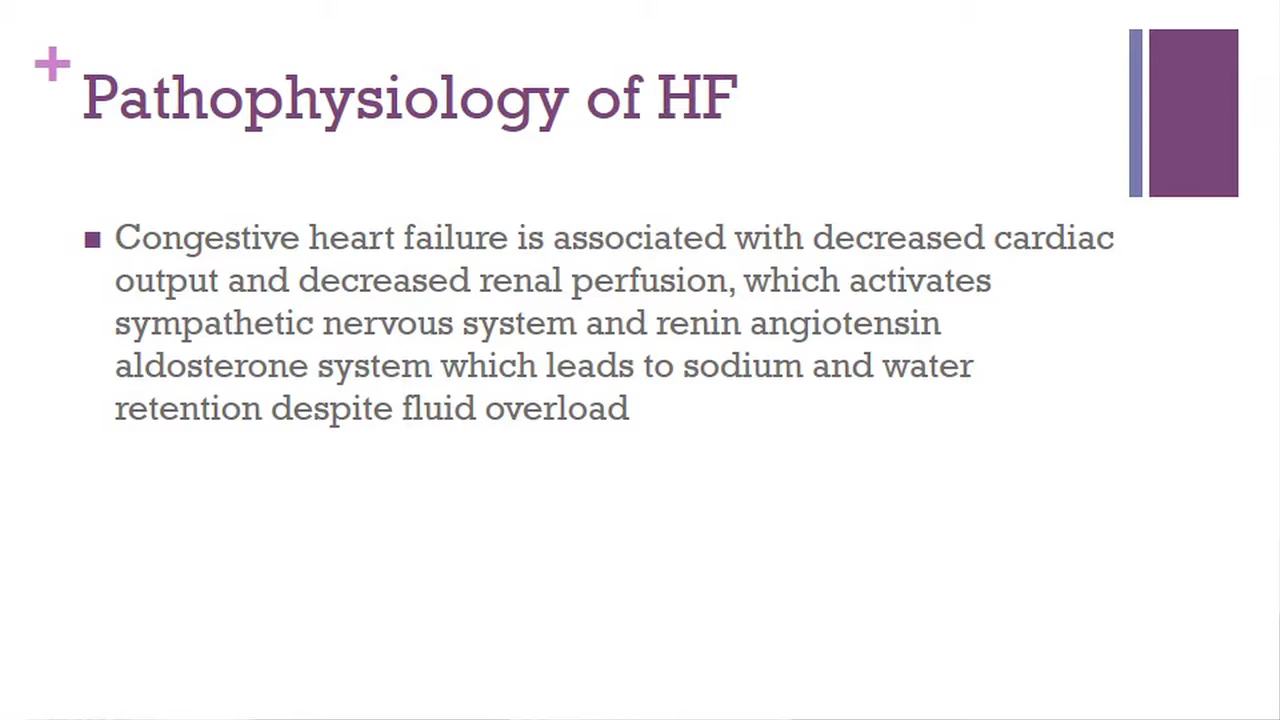 Pathophysiology of HF
Congestive heart failure is associated with decreased cardiac
output and decreased renal perfusion, which activates
sympathetic nervous system and renin angiotensin
aldosterone system which leads to sodium and water
retention despite fluid overload